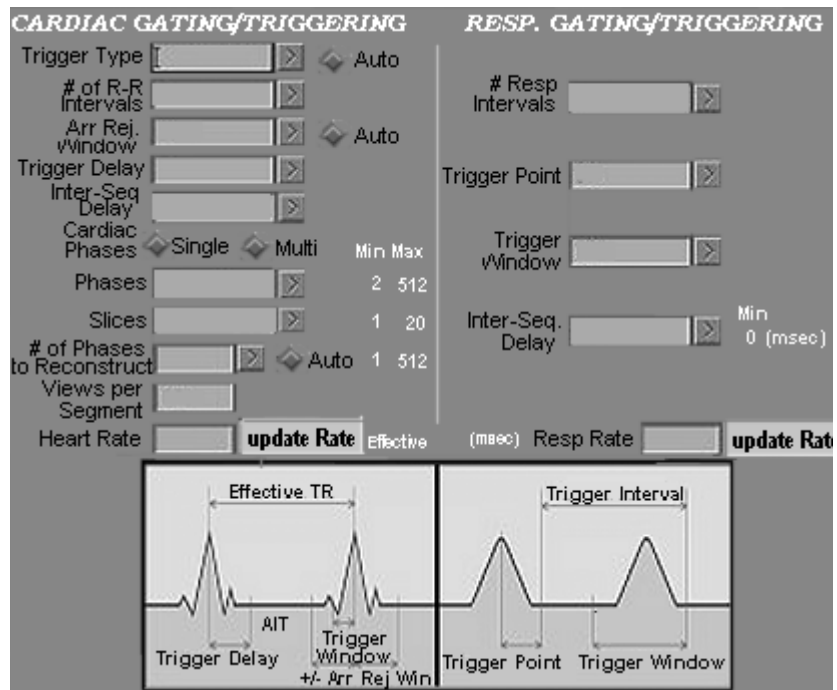 CARDIAC GATING/TRIGGERING
Trigger Type > Auto
# of R-R
Intervals >
Arr Rej.
Window > Auto
Trigger Delay >
Inter-Seq
Delay >
Cardiac
Phases Single Multi Min Max
Phases > 2 512
Slices > 1 20
# of Phases
to Reconstruct > Auto 1 512
Views per
Segment
Heart Rate update Rate Effective
RESP. GATING/TRIGGERING
# Resp
Intervals >
Trigger Point >
Trigger
Window >
Inter-Seq.
Delay > Min
0 (msec)
(msec) Resp Rate update Rate
Effective TR
AIT
Trigger Delay
Trigger
Window
+/- Arr Rej Win
Trigger Interval
Trigger Point Trigger Window